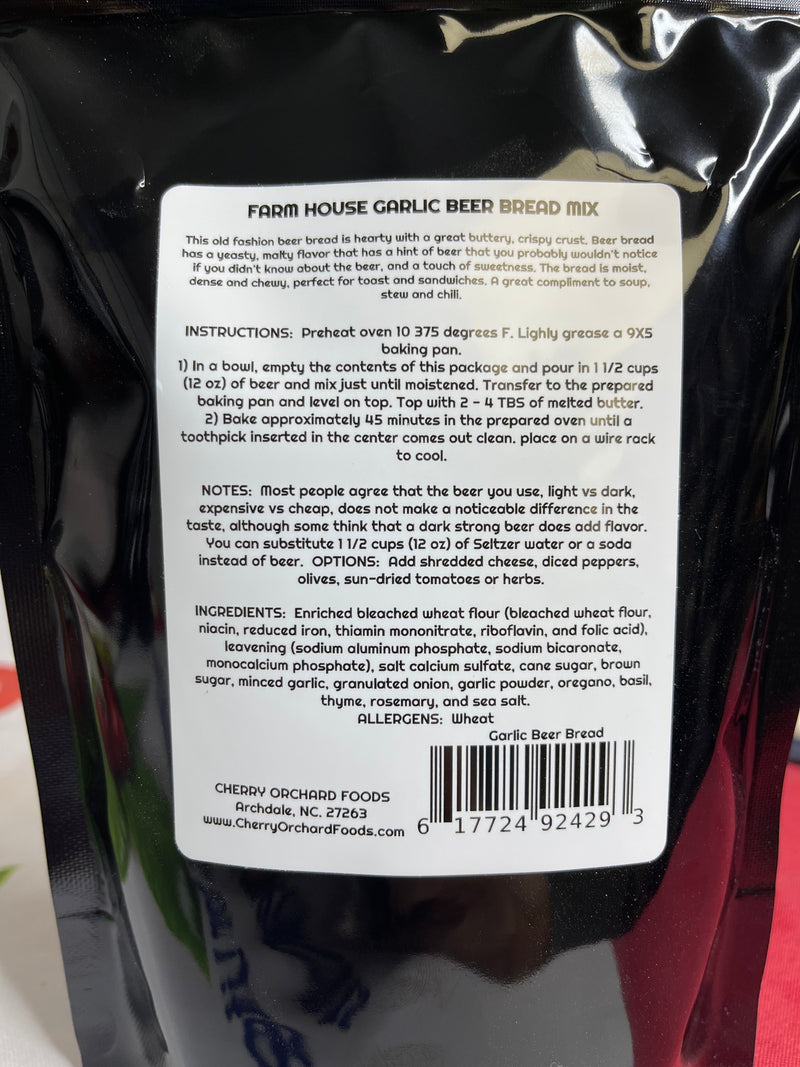 FARM HOUSE GARLIC BEER BREAD MIX
This old fashion beer bread is hearty with a great buttery, crispy crust. Beer bread
has a yeasty, malty flavor that has a hint of beer that you probably wouldn't notice
if you didn't know about the beer, and a touch of sweetness. The bread is moist,
dense and chewy, perfect for toast and sandwiches. A great compliment to soup,
stew and chili.
INSTRUCTIONS: Preheat oven 10 375 degrees F. Lighly grease a 9X5
baking pan.
1) In a bowl, empty the contents of this package and pour in 1 1/2 cups
(12 oz) of beer and mix just until moistened. Transfer to the prepared
baking pan and level on top. Top with 2 - 4 TBS of melted butter.
2) Bake approximately 45 minutes in the prepared oven until a
toothpick inserted in the center comes out clean. place on a wire rack
to cool.
NOTES: Most people agree that the beer you use, light vs dark,
expensive vs cheap, does not make a noticeable difference in the
taste, although some think that a dark strong beer does add flavor.
You can substitute 1 1/2 cups (12 oz) of Seltzer water or a soda
instead of beer. OPTIONS: Add shredded cheese, diced peppers,
olives, sun-dried tomatoes or herbs.
INGREDIENTS: Enriched bleached wheat flour (bleached wheat flour,
niacin, reduced iron, thiamin mononitrate, riboflavin, and folic acid),
leavening (sodium aluminum phosphate, sodium bicaronate,
monocalcium phosphate), salt calcium sulfate, cane sugar, brown
sugar, minced garlic, granulated onion, garlic powder, oregano, basil,
thyme, rosemary, and sea salt.
ALLERGENS: Wheat
Garlic Beer Bread
CHERRY ORCHARD FOODS
Archdale, NC. 27263
www.CherryOrchardFoods.com
6 17724 92429 3